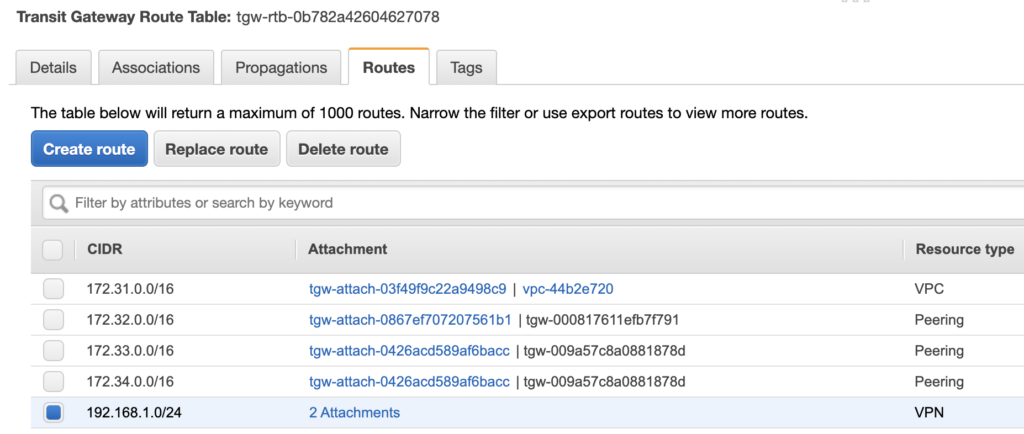 Transit Gateway Route Table: tgw-rtb-0b782a42604627078
Details Associations Propagations Routes Tags
The table below will return a maximum of 1000 routes. Narrow the filter or use export routes to view more routes.
Create route Replace route Delete route
Filter by attributes or search by keyword
CIDR Attachment Resource type
172.31.0.0/16 tgw-attach-03f49f9c22a9498c9 | vpc-44b2e720 VPC
172.32.0.0/16 tgw-attach-0867ef707207561b1 | tgw-000817611efb7f791 Peering
172.33.0.0/16 tgw-attach-0426acd589af6bacc | tgw-009a57c8a0881878d Peering
172.34.0.0/16 tgw-attach-0426acd589af6bacc | tgw-009a57c8a0881878d Peering
192.168.1.0/24 2 Attachments VPN